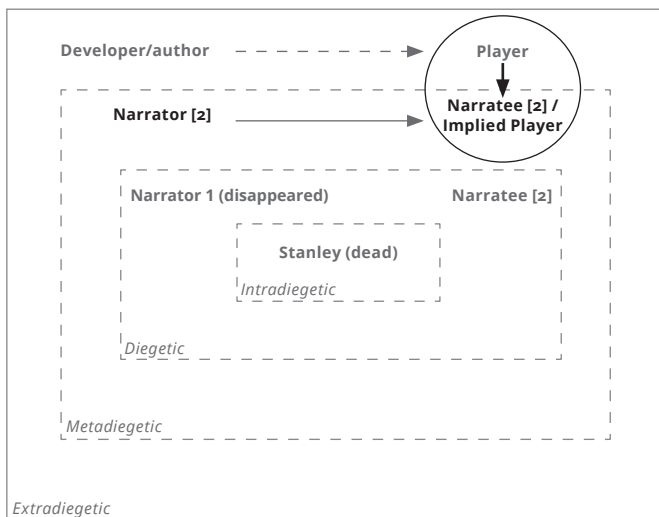 Developer/author
Player
Narrator [2]
Narratee [2] /
Implied Player
Narrator 1 (disappeared)
Narratee [2]
Stanley (dead)
Intradiegetic
Diegetic
Metadiegetic
Extradiegetic